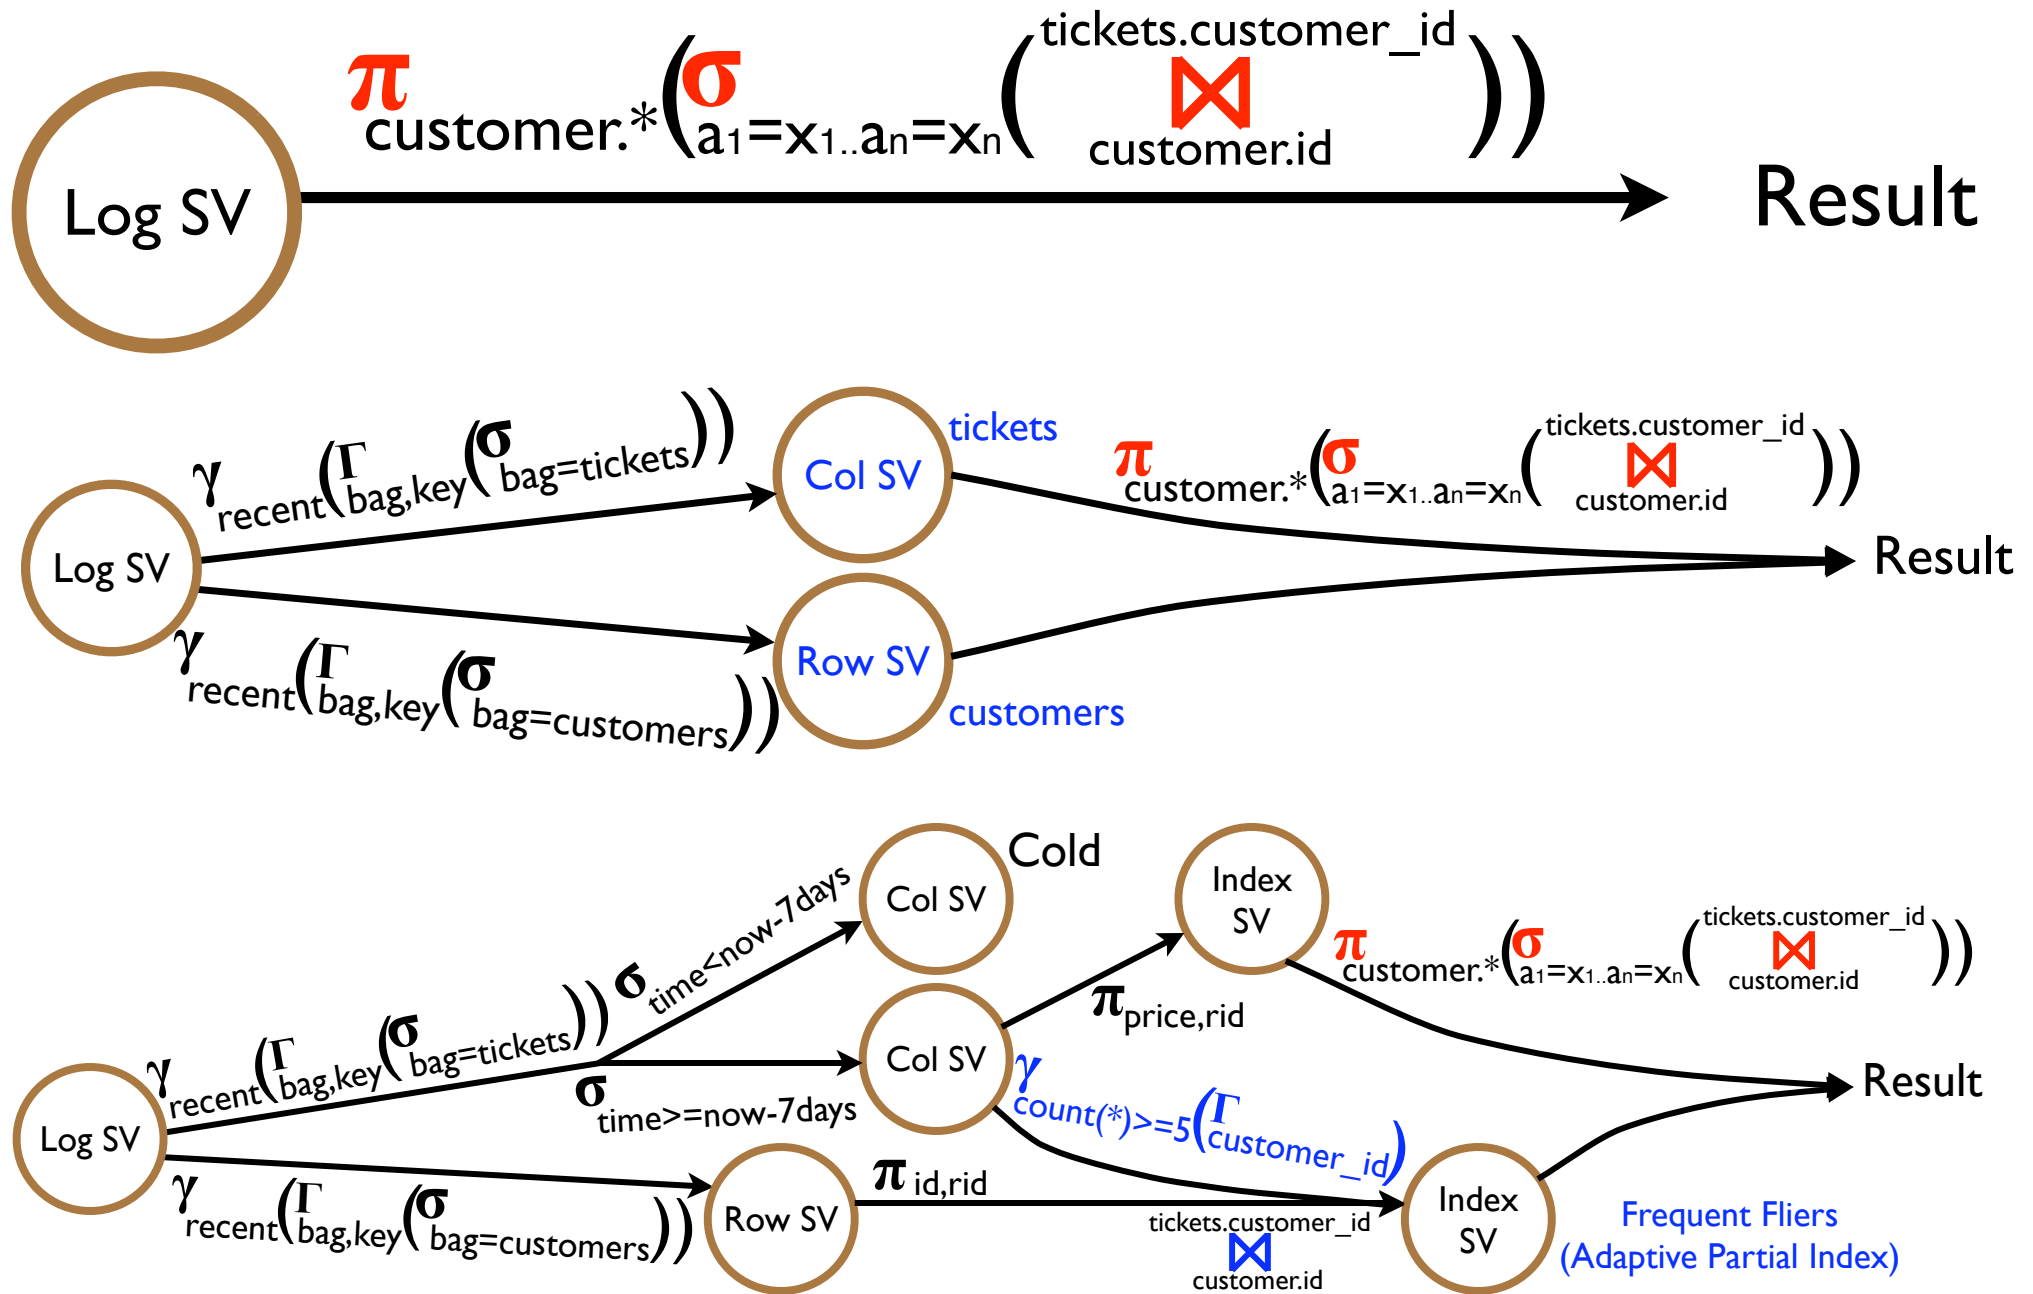 tickets.customer_id
π customer.*(σ a1=x1..an=xn( ⋈ ))
customer.id
Log SV
Result
tickets.customer_id
γ recent(Γ bag,key(σ bag=tickets))
tickets
Col SV
π customer.*(σ a1=x1..an=xn( ⋈ ))
customer.id
Log SV
Result
γ recent(Γ bag,key(σ bag=customers))
Row SV
customers
Cold
Col SV
Index
SV
σ time<now-7days
tickets.customer_id
π customer.*(σ a1=x1..an=xn( ⋈ ))
customer.id
π price,rid
γ recent(Γ bag,key(σ bag=tickets))
Col SV
σ time>=now-7days
γ count(*)>=5(Γ customer_id)
Result
Log SV
γ recent(Γ bag,key(σ bag=customers))
Row SV
π id,rid
tickets.customer_id
⋈
customer.id
Index
SV
Frequent Fliers
(Adaptive Partial Index)